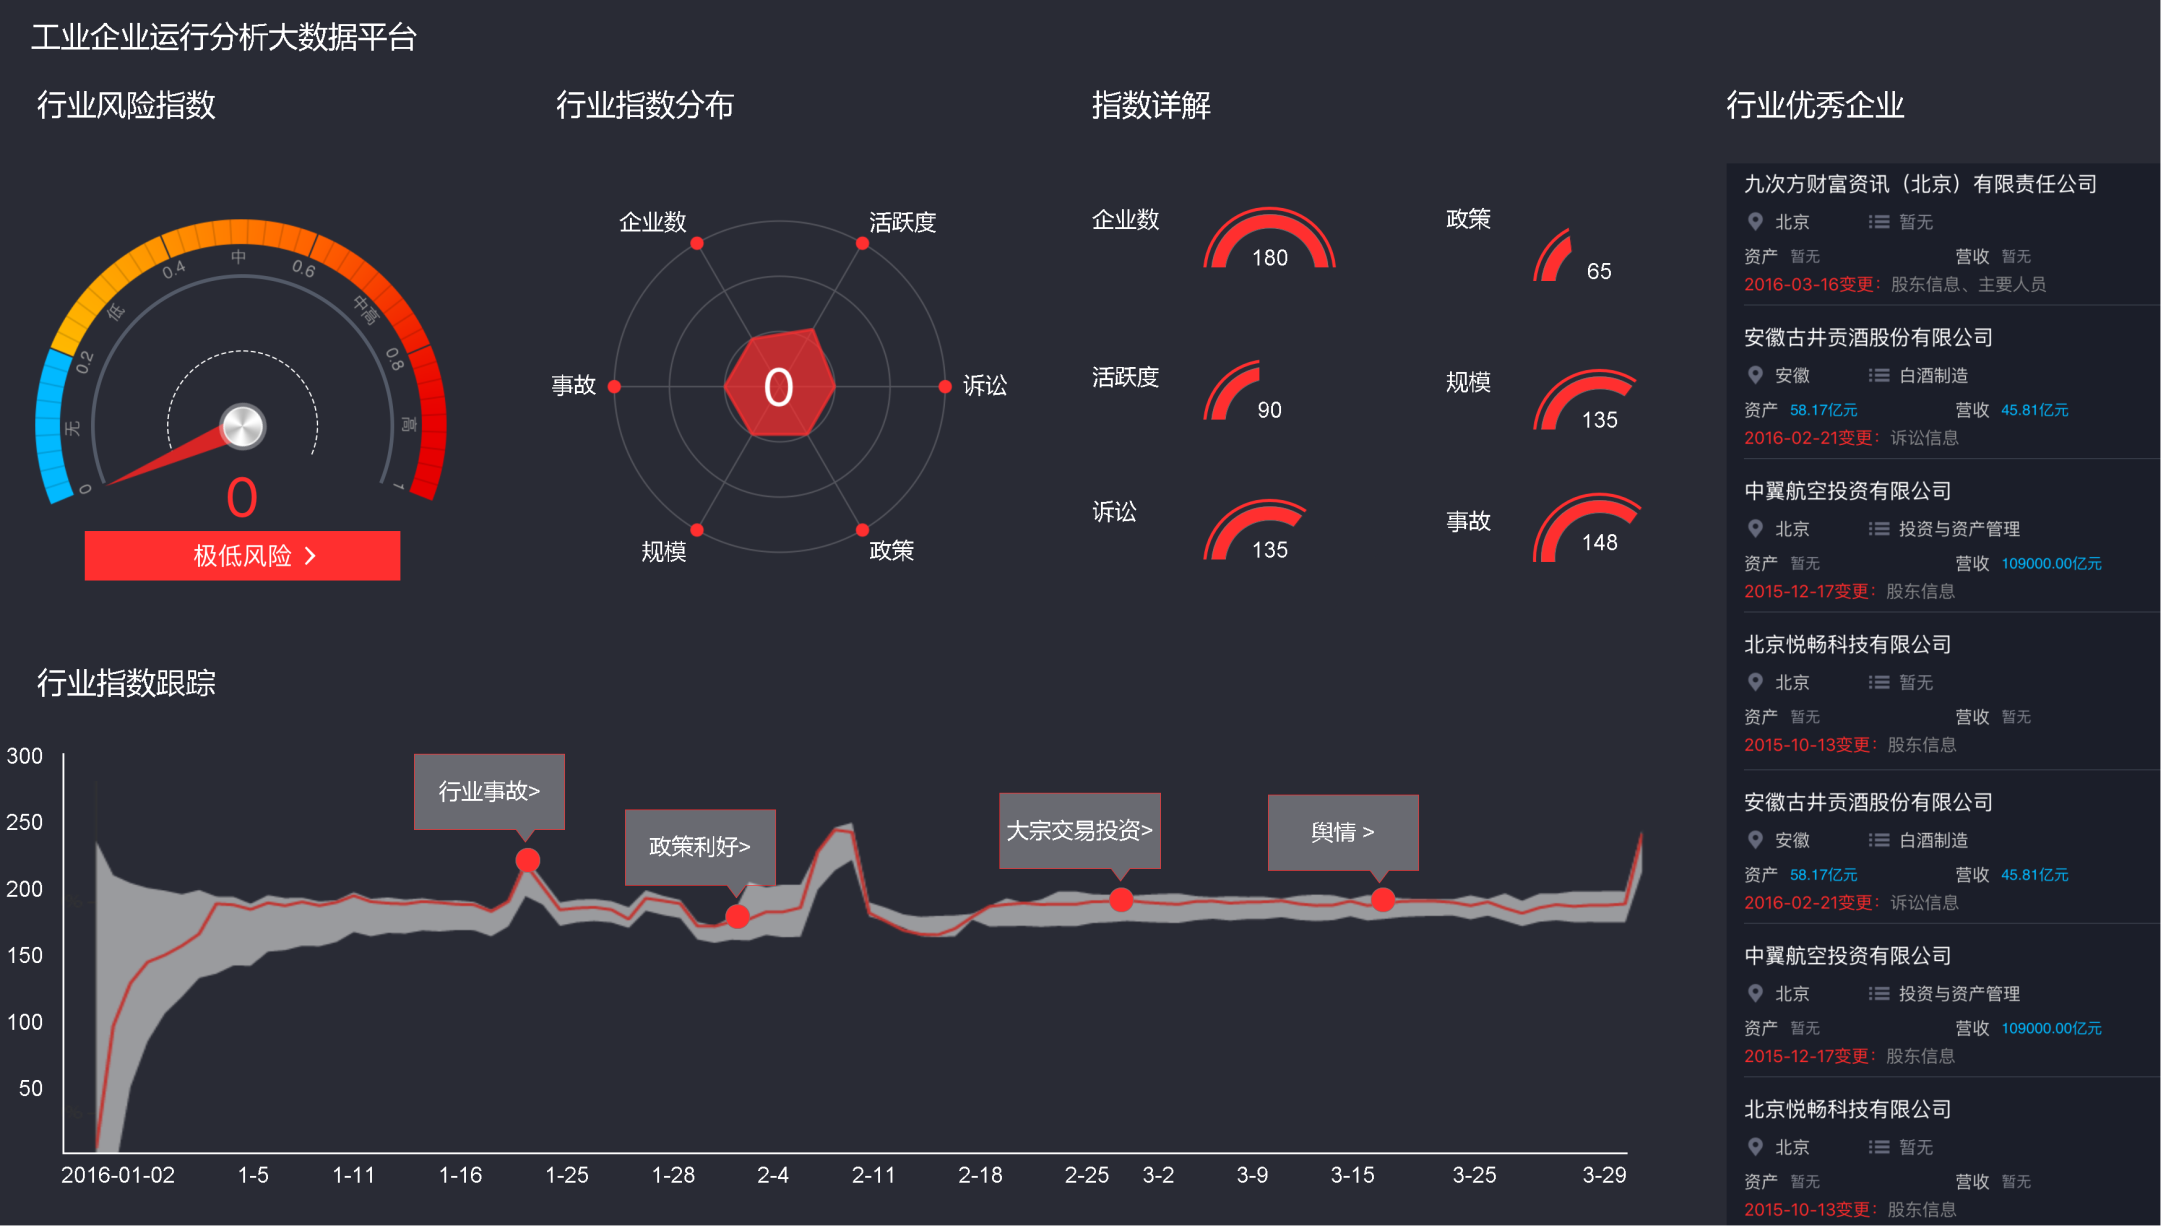 工业企业运行分析大数据平台
行业风险指数
0
0.2
0.4
0.6
0.8
1
无
低
中
中高
高
0
极低风险
行业指数分布
企业数
活跃度
事故
诉讼
规模
政策
0
指数详解
企业数
180
政策
65
活跃度
90
规模
135
诉讼
135
事故
148
行业指数跟踪
300
250
200
150
100
50
行业事故>
政策利好>
大宗交易投资>
舆情 >
2016-01-02
1-5
1-11
1-16
1-25
1-28
2-4
2-11
2-18
2-25
3-2
3-9
3-15
3-25
3-29
行业优秀企业
九次方财富资讯（北京）有限责任公司
北京 暂无
资产 暂无 营收 暂无
2016-03-16变更：股东信息、主要人员
安徽古井贡酒股份有限公司
安徽 白酒制造
资产 58.17亿元 营收 45.81亿元
2016-02-21变更：诉讼信息
中翼航空投资有限公司
北京 投资与资产管理
资产 暂无 营收 109000.00亿元
2015-12-17变更：股东信息
北京悦畅科技有限公司
北京 暂无
资产 暂无 营收 暂无
2015-10-13变更：股东信息
安徽古井贡酒股份有限公司
安徽 白酒制造
资产 58.17亿元 营收 45.81亿元
2016-02-21变更：诉讼信息
中翼航空投资有限公司
北京 投资与资产管理
资产 暂无 营收 109000.00亿元
2015-12-17变更：股东信息
北京悦畅科技有限公司
北京 暂无
资产 暂无 营收 暂无
2015-10-13变更：股东信息